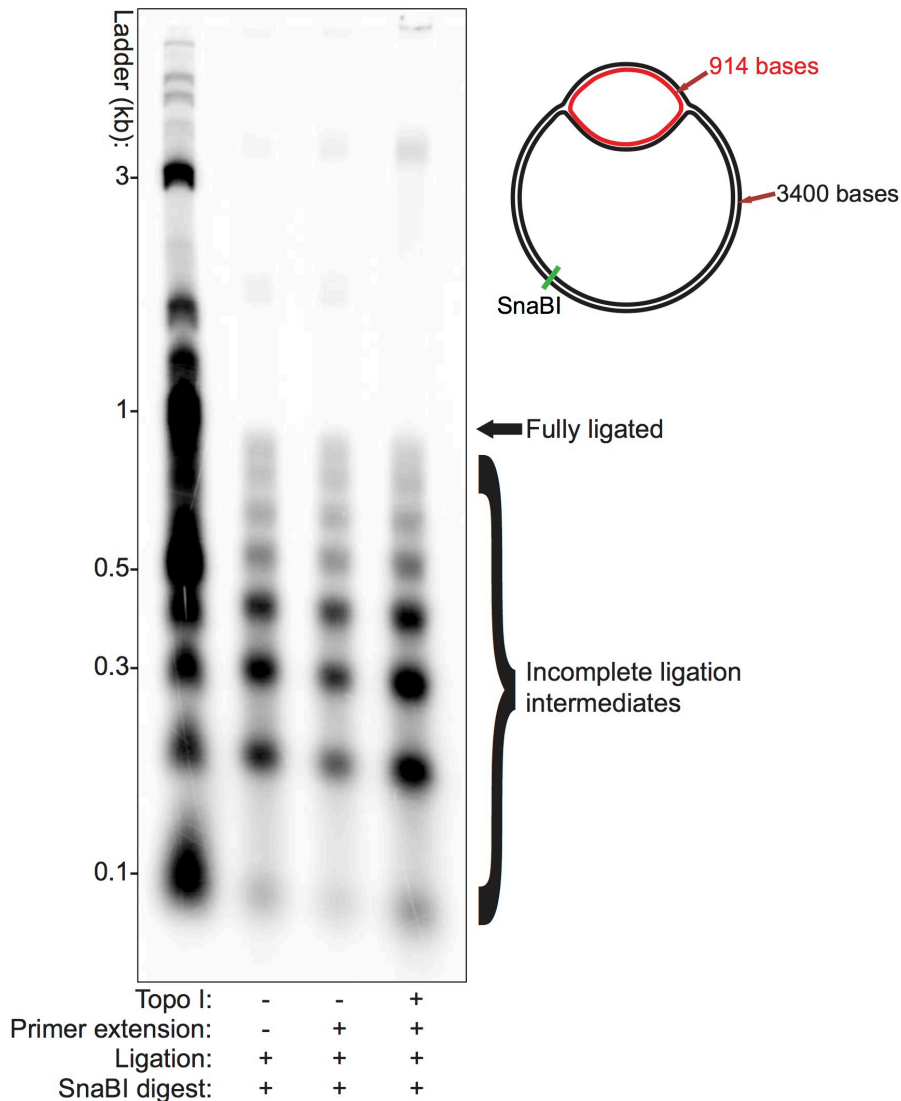 Ladder (kb):
3
1
0.5
0.3
0.1
914 bases
3400 bases
SnaBI
Fully ligated
Incomplete ligation
intermediates
Topo I: - - +
Primer extension: - + +
Ligation: + + +
SnaBI digest: + + +